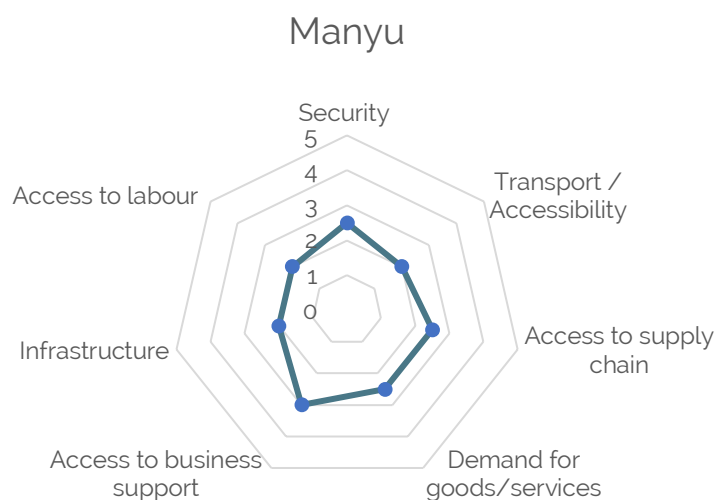 Manyu
Security
5
4
3
2
1
0
Transport /
Accessibility
Access to supply
chain
Demand for
goods/services
Access to business
support
Infrastructure
Access to labour